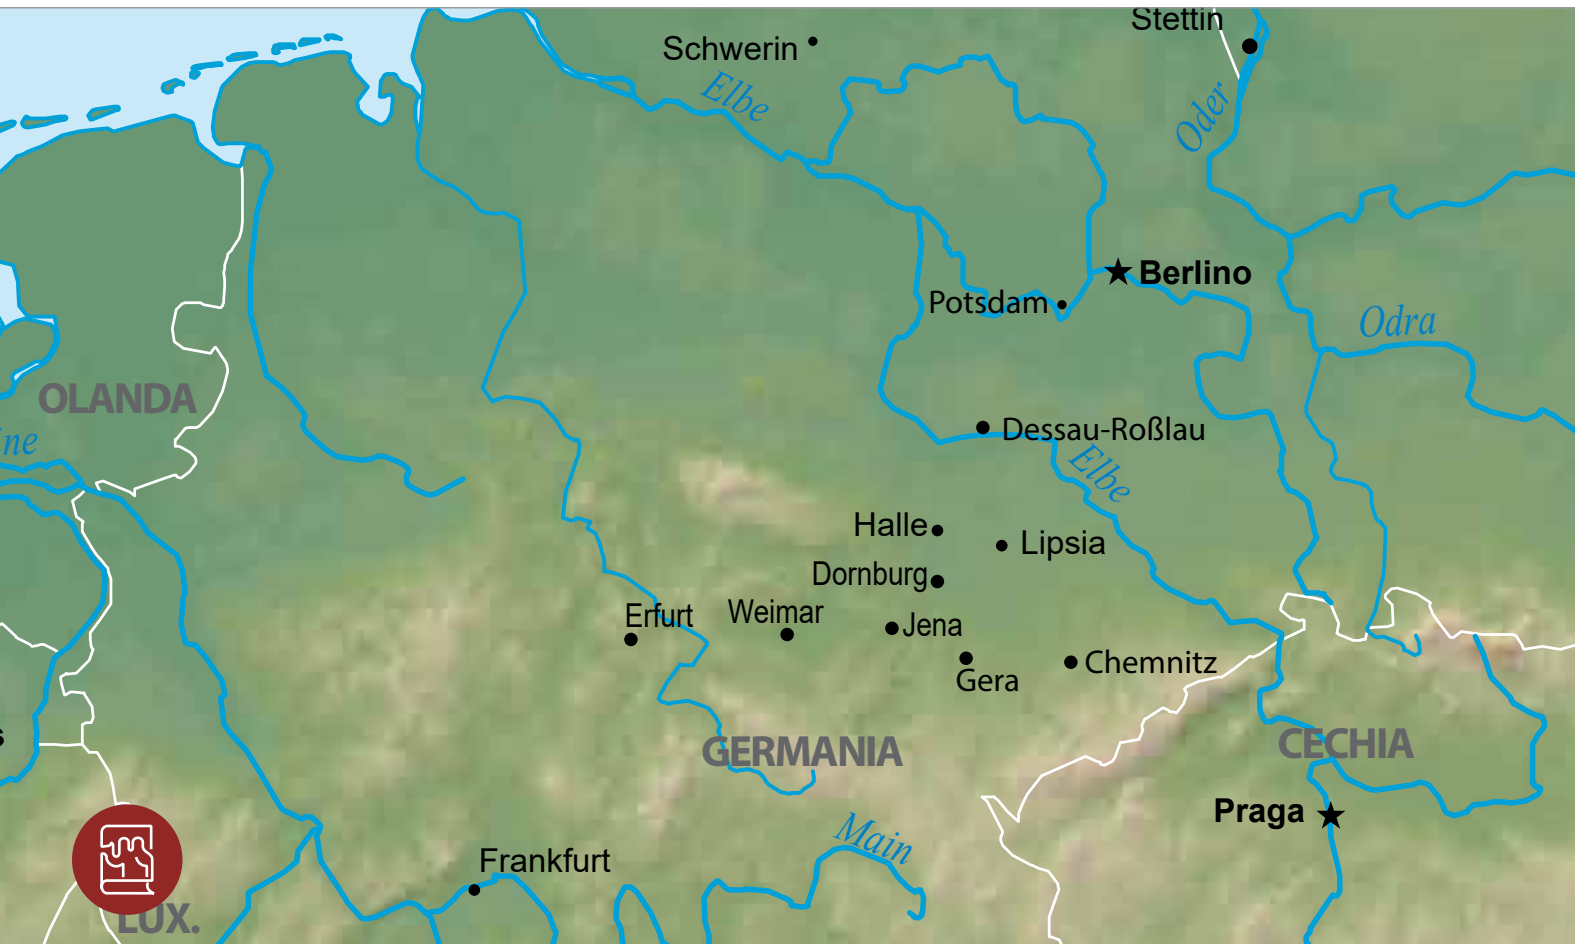 Stettin
Schwerin
Elbe
Oder
Berlino
Potsdam
Odra
OLANDA
Dessau-Roßlau
ine
Elbe
Halle
Lipsia
Dornburg
Erfurt
Weimar
Jena
Chemnitz
Gera
s
GERMANIA
CECHIA
Praga
Main
Frankfurt
LUX.